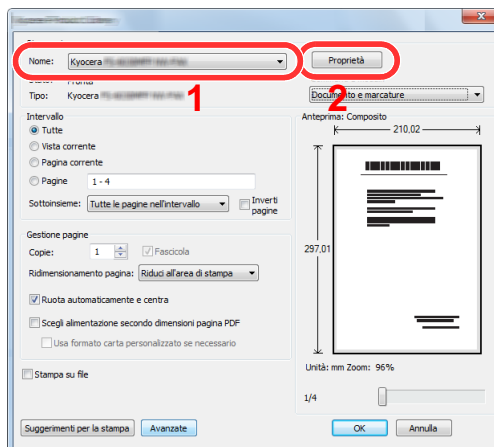 Nome: Kyocera
Proprietà
1
2
Tipo: Kyocera
Documento e marcature
Intervallo
Anteprima: Composito
Tutte
210,02
Vista corrente
Pagina corrente
Pagine 1 - 4
Sottoinsieme: Tutte le pagine nell'intervallo
Inverti
pagine
297,01
Gestione pagine
Copie: 1 Fascicola
Ridimensionamento pagina: Riduci all'area di stampa
Ruota automaticamente e centra
Scegli alimentazione secondo dimensioni pagina PDF
Usa formato carta personalizzato se necessario
Stampa su file
Unità: mm Zoom: 96%
1/4
Suggerimenti per la stampa
Avanzate
OK
Annulla